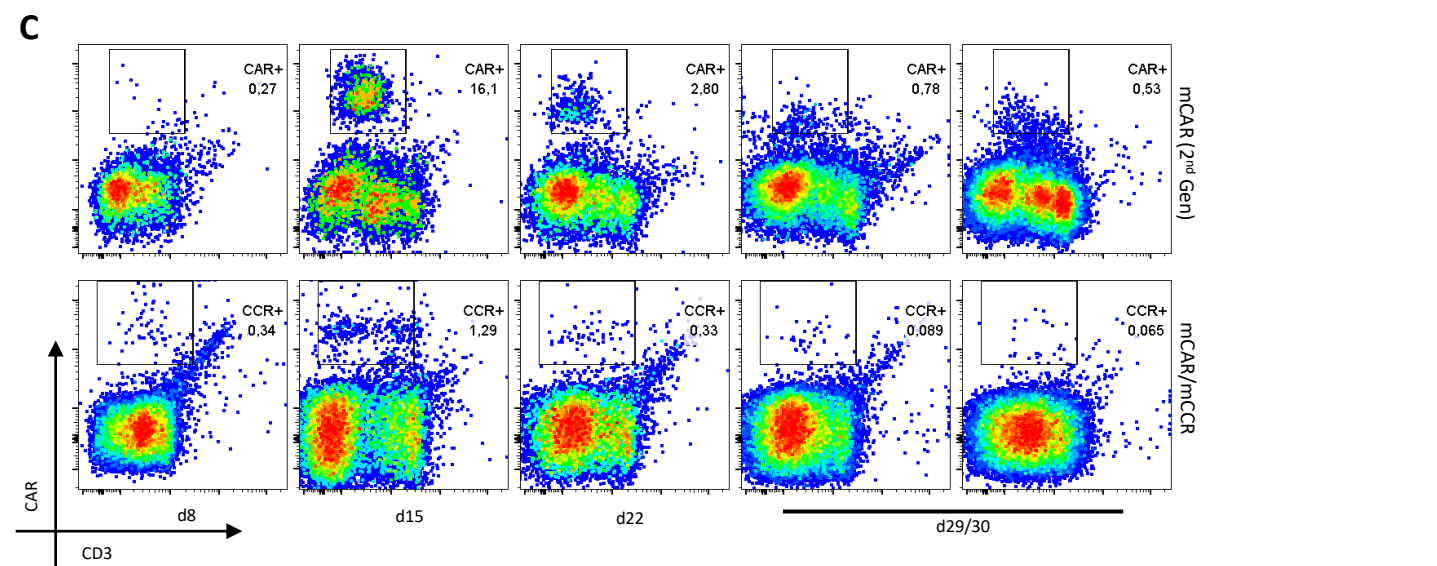 C
CAR+
0,27
CAR+
16,1
CAR+
2,80
CAR+
0,78
CAR+
0,53
mCAR (2nd Gen)
CCR+
0,34
CCR+
1,29
CCR+
0,33
CCR+
0,089
CCR+
0,065
mCAR/mCCR
CAR
d8
d15
d22
d29/30
CD3